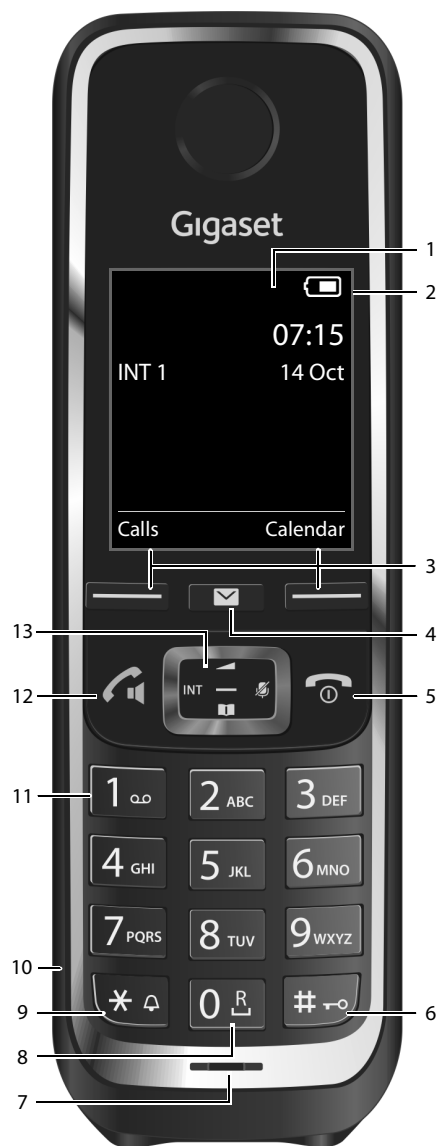 Gigaset
1
2
07:15
INT 1 14 Oct
Calls Calendar
3
4
13
INT
12
5
11
1 2 ABC 3 DEF
4 GHI 5 JKL 6 MNO
7 PQRS 8 TUV 9 WXYZ
10
* 0 R #
9
6
8
7